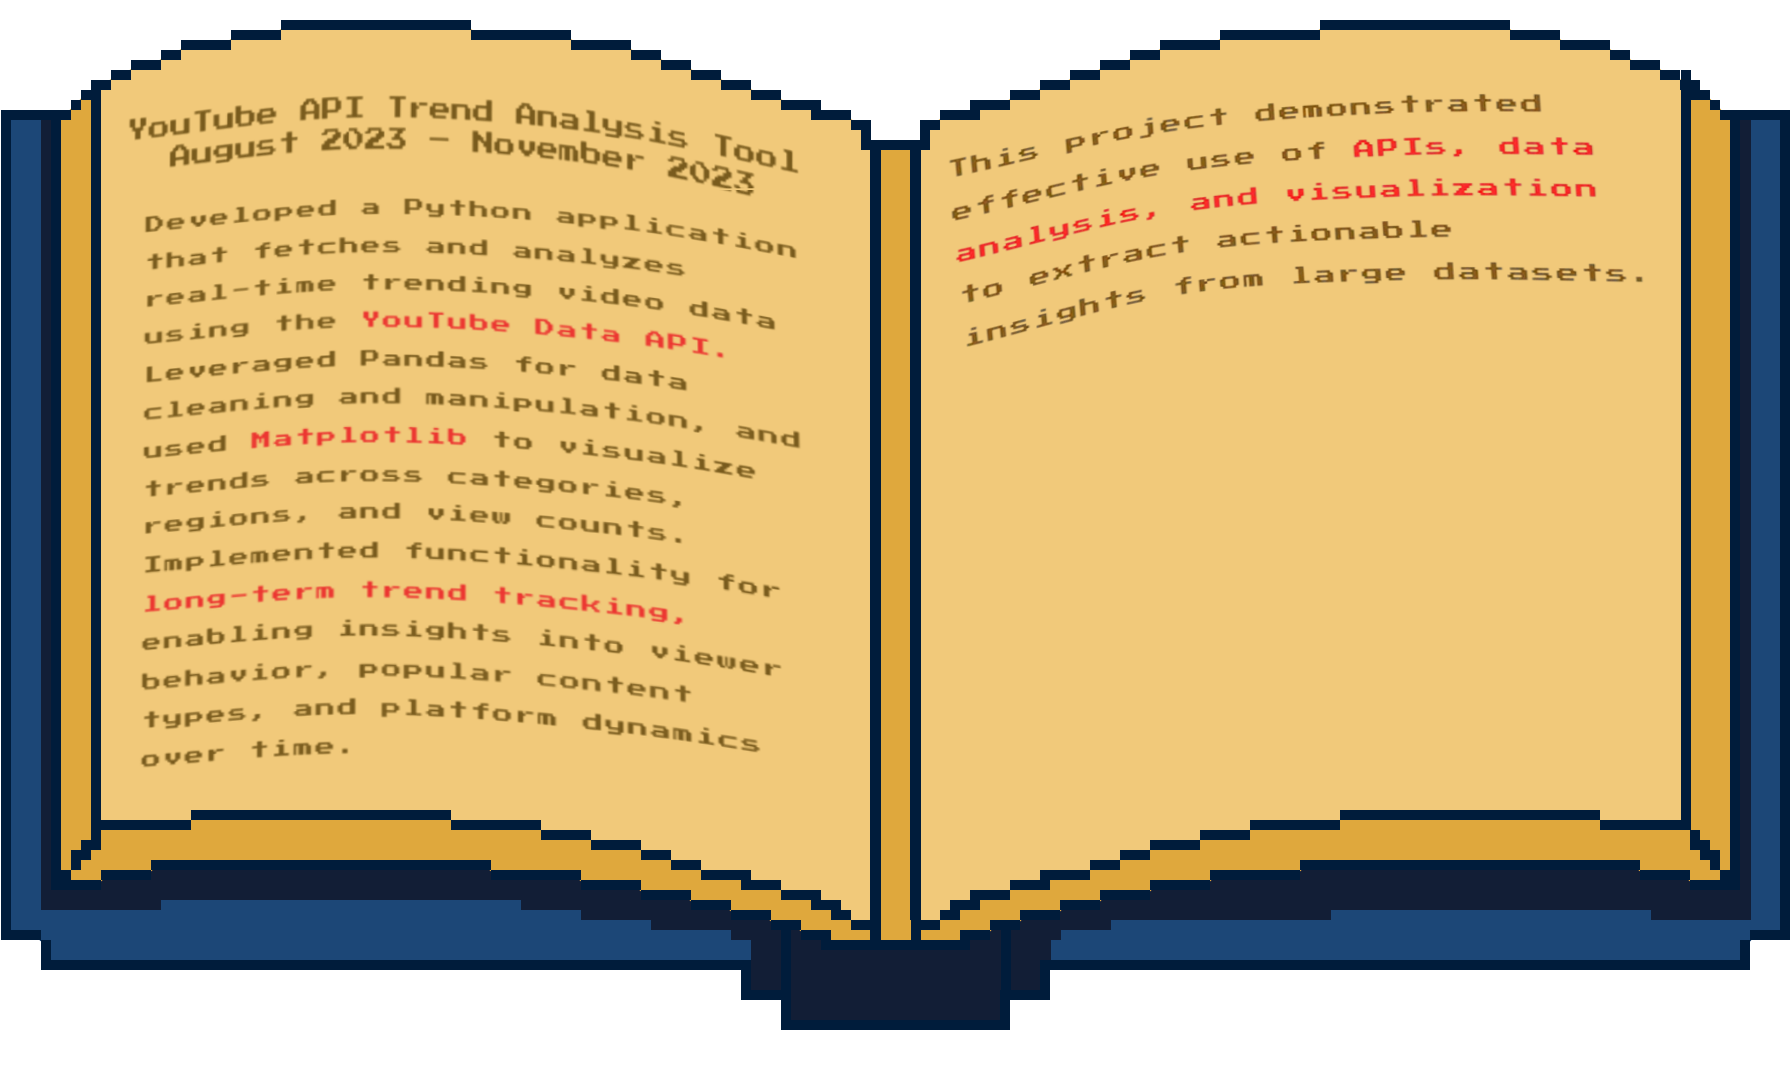 YouTube API Trend Analysis Tool
August 2023 - November 2023
Developed a Python application
that fetches and analyzes
real-time trending video data
using the YouTube Data API.
Leveraged Pandas for data
cleaning and manipulation, and
used Matplotlib to visualize
trends across categories,
regions, and view counts.
Implemented functionality for
long-term trend tracking,
enabling insights into viewer
behavior, popular content
types, and platform dynamics
over time.
This project demonstrated
effective use of APIs, data
analysis, and visualization
to extract actionable
insights from large datasets.